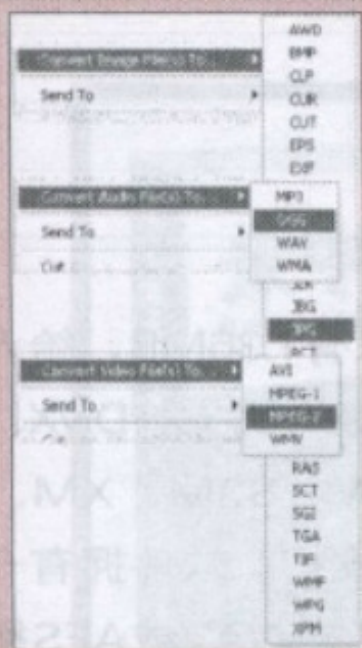 AWD
Convert Image File(s) To...
BMP
CLP
Send To
CUR
CUT
EPS
EXIF
Convert Audio File(s) To...
MP3
OGG
Send To
WAV
Cut
WMA
JBG
JPG
PCT
Convert Video File(s) To...
AVI
MPEG-1
Send To
MPEG-2
WMV
RAS
SCT
SGI
TGA
TIF
WMF
WPG
XPM